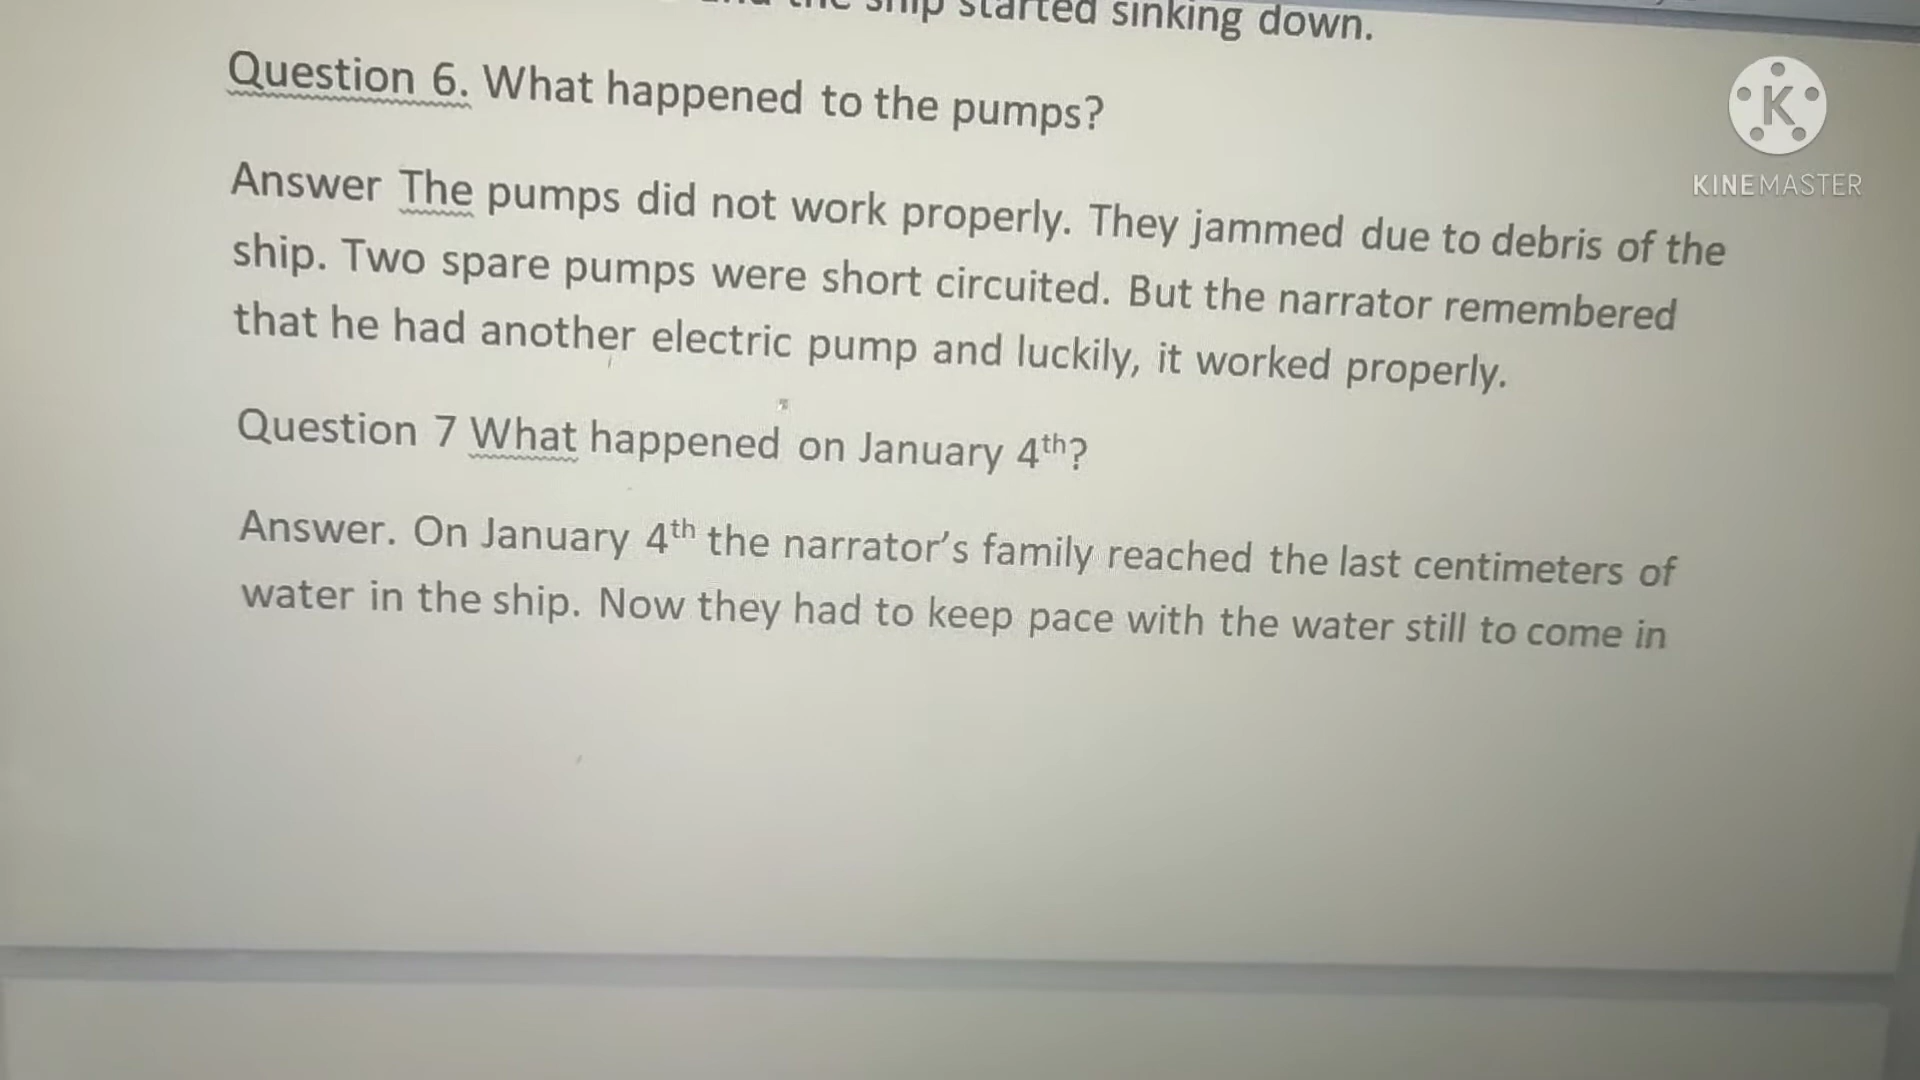 the ship started sinking down.
Question 6. What happened to the pumps?
K
KINEMASTER
Answer The pumps did not work properly. They jammed due to debris of the
ship. Two spare pumps were short circuited. But the narrator remembered
that he had another electric pump and luckily, it worked properly.
Question 7 What happened on January 4th?
Answer. On January 4th the narrator's family reached the last centimeters of
water in the ship. Now they had to keep pace with the water still to come in